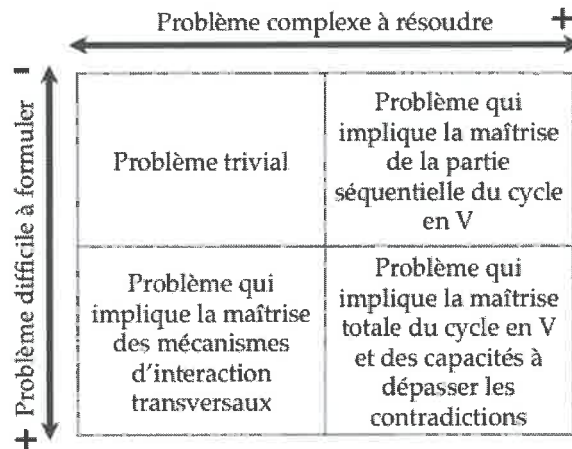 Problème complexe à résoudre +
- Problème difficile à formuler +
Problème trivial
Problème qui
implique la maîtrise
de la partie
séquentielle du cycle
en V
Problème qui
implique la maîtrise
des mécanismes
d'interaction
transversaux
Problème qui
implique la maîtrise
totale du cycle en V
et des capacités à
dépasser les
contradictions